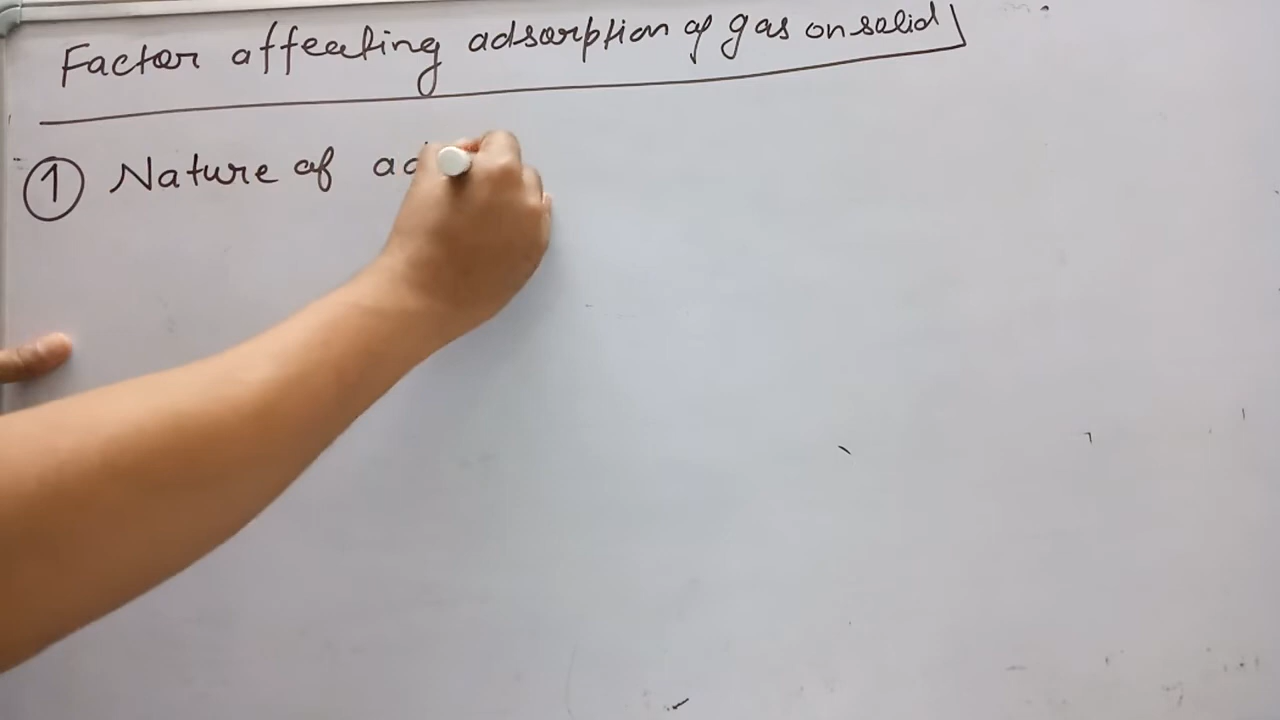 Factor affecting adsorption of gas on solid
① Nature of ad